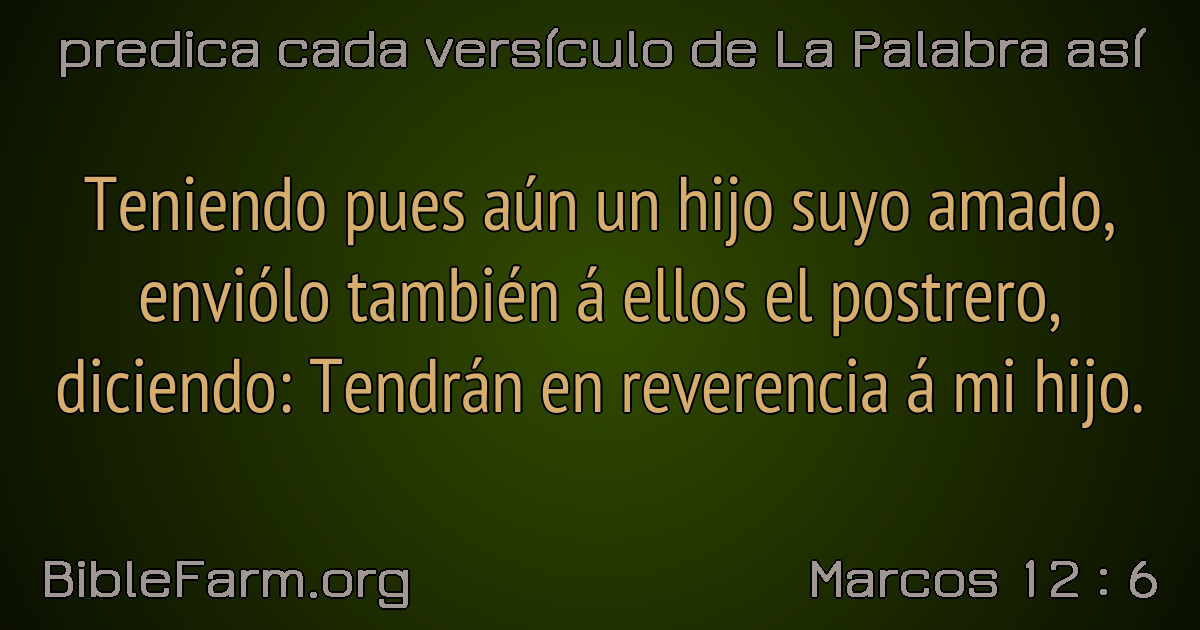 predica cada versículo de La Palabra así
Teniendo pues aún un hijo suyo amado,
enviólo también á ellos el postrero,
diciendo: Tendrán en reverencia á mi hijo.
BibleFarm.org
Marcos 12 : 6